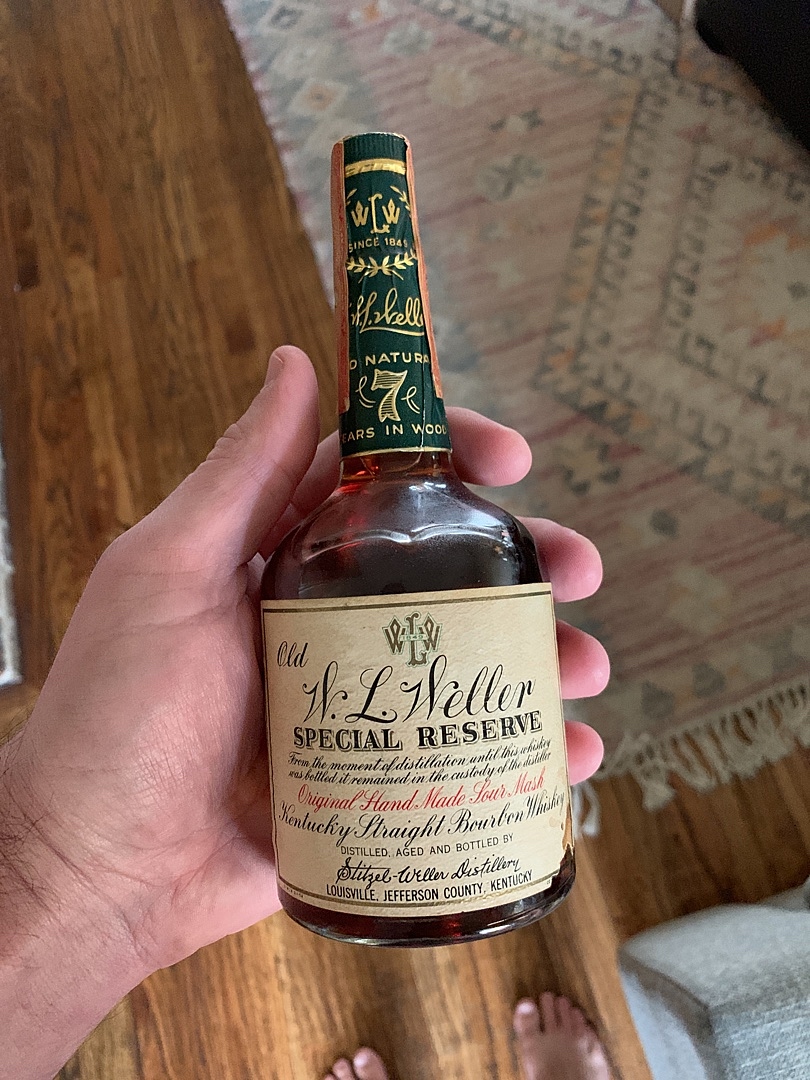 WLW
SINCE 1849
W.L. Well
D NATURA
7
EARS IN WOOD
WLW
Old
W. L. Weller
SPECIAL RESERVE
From the moment of distillation until this whiskey
was bottled it remained in the custody of the distiller
Original Hand Made Sour Mash
Kentucky Straight Bourbon Whiskey
DISTILLED, AGED AND BOTTLED BY
Stitzel-Weller Distillery
LOUISVILLE, JEFFERSON COUNTY, KENTUCKY